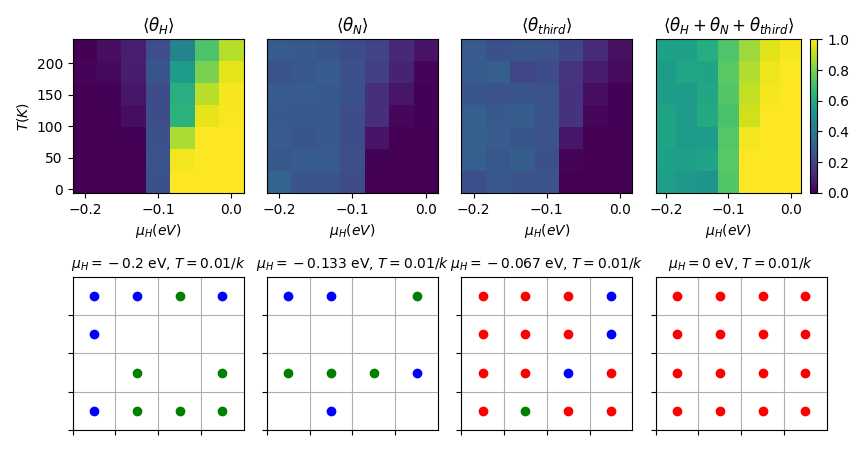 ⟨θ_H⟩ ⟨θ_N⟩ ⟨θ_third⟩ ⟨θ_H + θ_N + θ_third⟩
T(K)
200
150
100
50
0
1.0
0.8
0.6
0.4
0.2
0.0
−0.2 −0.1 0.0 −0.2 −0.1 0.0 −0.2 −0.1 0.0 −0.2 −0.1 0.0
μ_H(eV) μ_H(eV) μ_H(eV) μ_H(eV)
μ_H = −0.2 eV, T = 0.01/k μ_H = −0.133 eV, T = 0.01/k μ_H = −0.067 eV, T = 0.01/k μ_H = 0 eV, T = 0.01/k